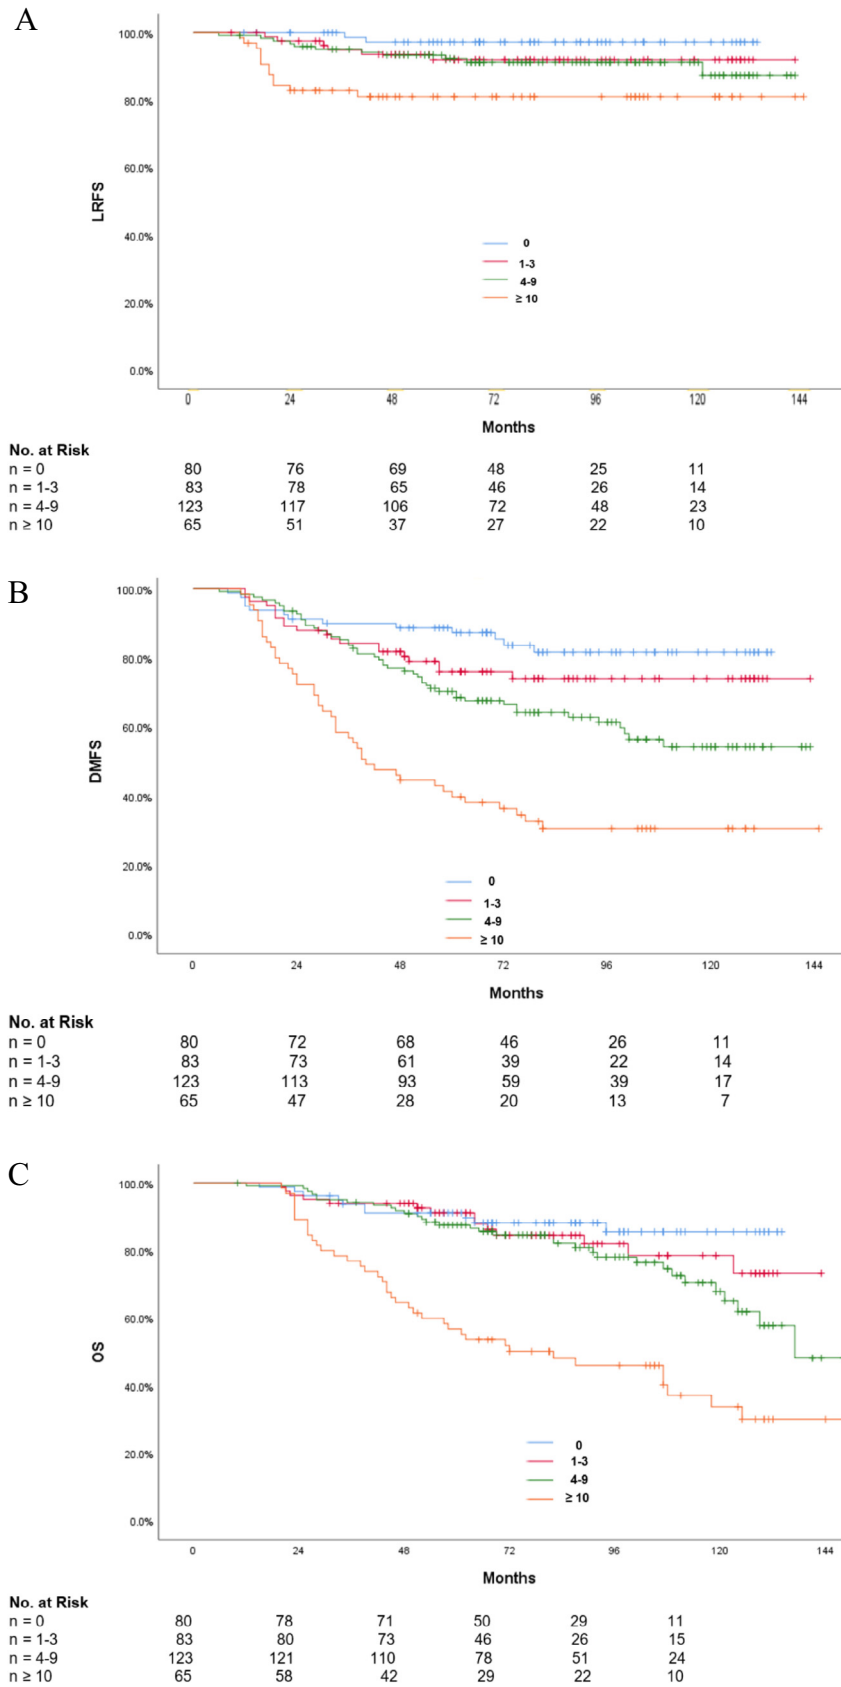 A
100.0%
80.0%
60.0%
40.0%
20.0%
0.0%
LRFS
0
1-3
4-9
≥ 10
0 24 48 72 96 120 144
Months
No. at Risk
n = 0 80 76 69 48 25 11
n = 1-3 83 78 65 46 26 14
n = 4-9 123 117 106 72 48 23
n ≥ 10 65 51 37 27 22 10
B
100.0%
80.0%
60.0%
40.0%
20.0%
0.0%
DMFS
0
1-3
4-9
≥ 10
0 24 48 72 96 120 144
Months
No. at Risk
n = 0 80 72 68 46 26 11
n = 1-3 83 73 61 39 22 14
n = 4-9 123 113 93 59 39 17
n ≥ 10 65 47 28 20 13 7
C
100.0%
80.0%
60.0%
40.0%
20.0%
0.0%
OS
0
1-3
4-9
≥ 10
0 24 48 72 96 120 144
Months
No. at Risk
n = 0 80 78 71 50 29 11
n = 1-3 83 80 73 46 26 15
n = 4-9 123 121 110 78 51 24
n ≥ 10 65 58 42 29 22 10